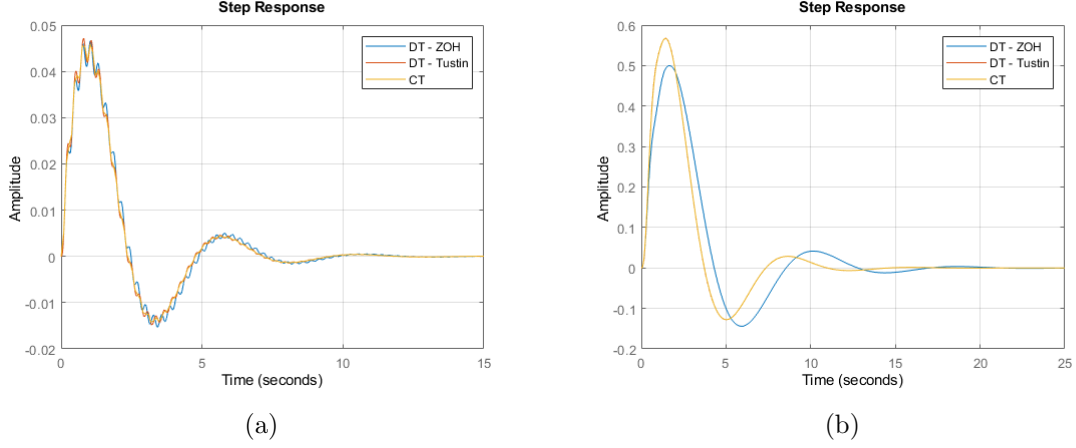 Step Response
0.05
0.04
0.03
0.02
0.01
0
-0.01
-0.02
Amplitude
DT - ZOH
DT - Tustin
CT
0
5
10
15
Time (seconds)
(a)
Step Response
0.6
0.5
0.4
0.3
0.2
0.1
0
-0.1
-0.2
Amplitude
DT - ZOH
DT - Tustin
CT
0
5
10
15
20
25
Time (seconds)
(b)